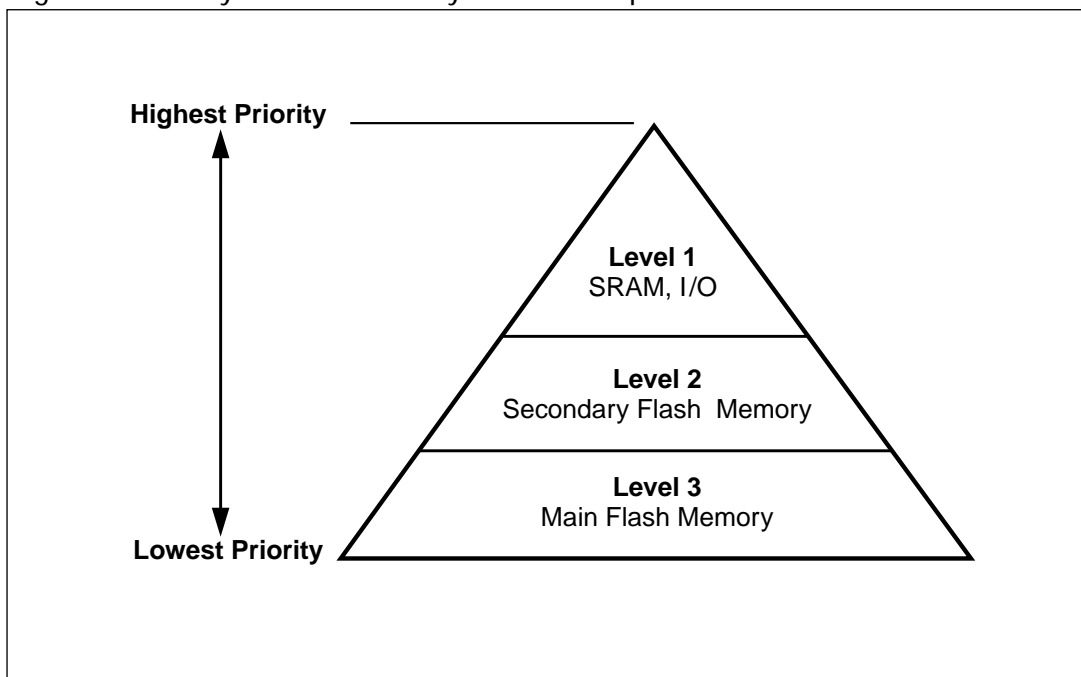 Highest Priority
Level 1
SRAM, I/O
Level 2
Secondary Flash Memory
Level 3
Main Flash Memory
Lowest Priority